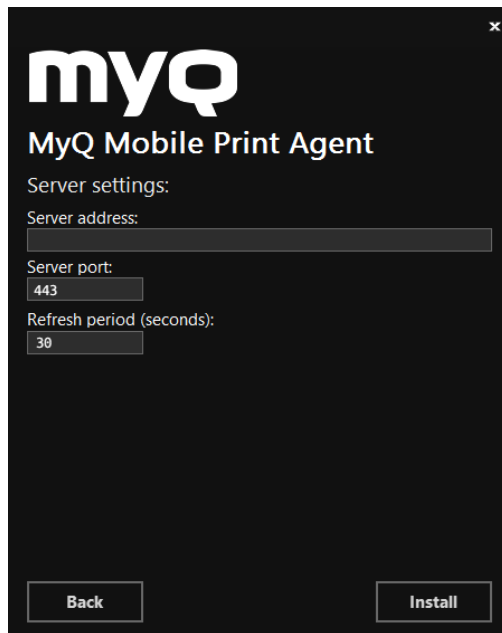 x
myQ
MyQ Mobile Print Agent
Server settings:
Server address:
Server port:
443
Refresh period (seconds):
30
Back Install